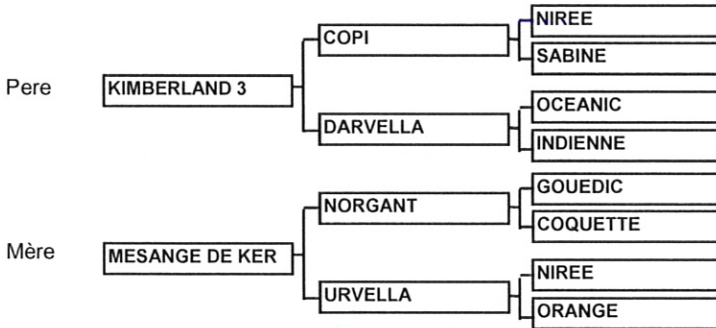 NIREE
COPI
SABINE
Pere
KIMBERLAND 3
OCEANIC
DARVELLA
INDIENNE
GOUEDIC
NORGANT
COQUETTE
Mère
MESANGE DE KER
NIREE
URVELLA
ORANGE